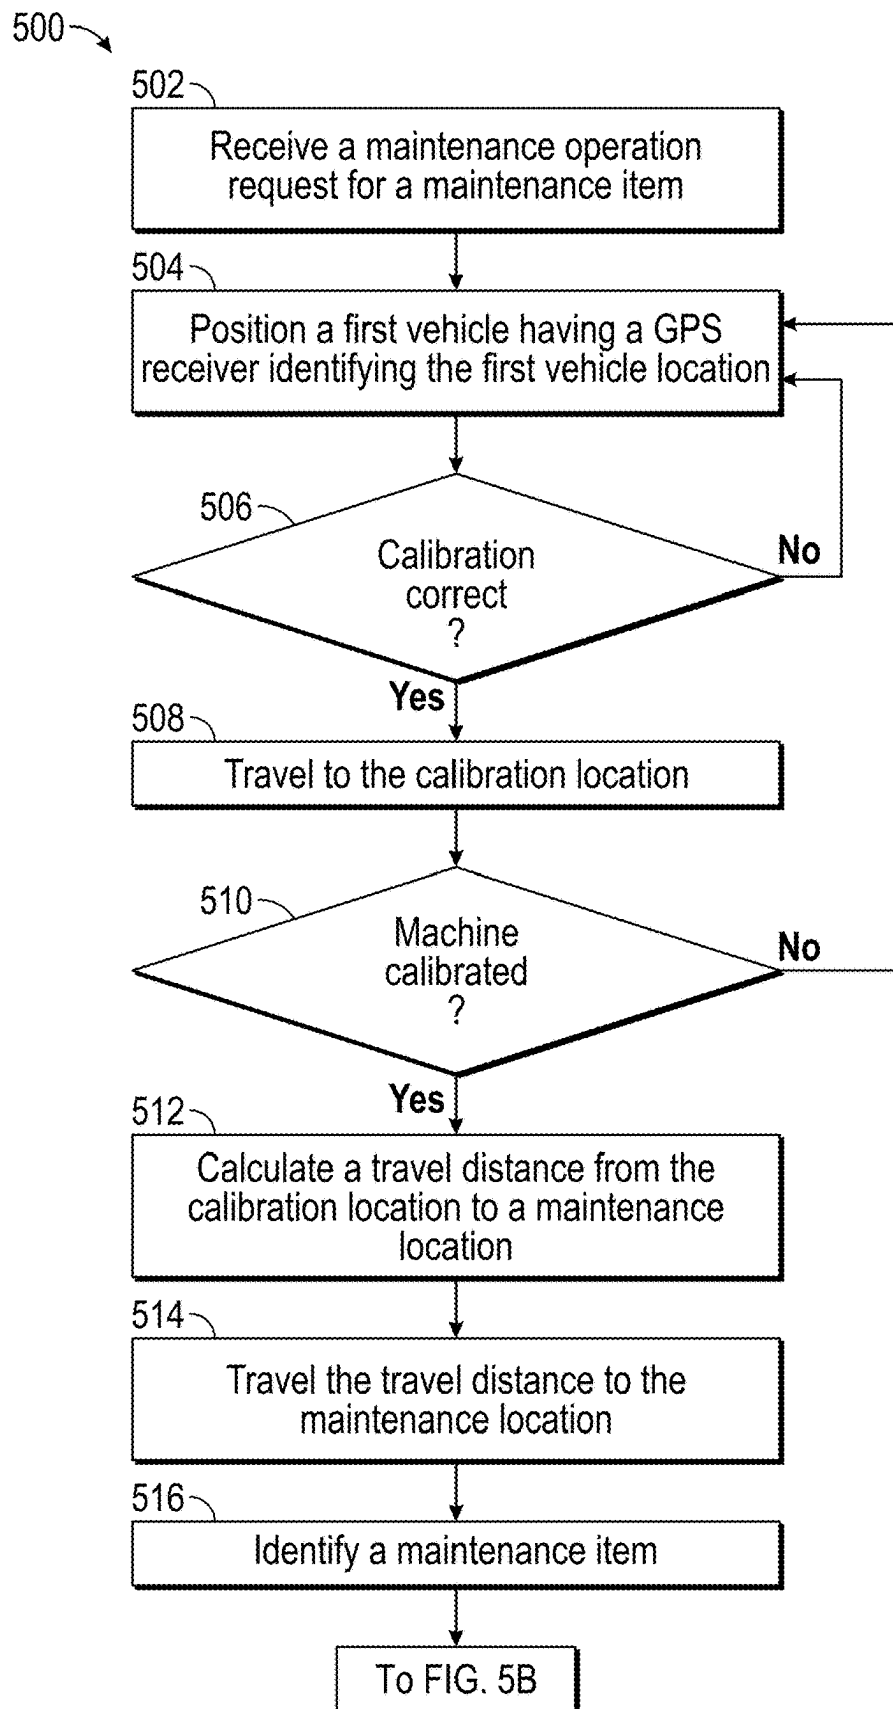 500
502
Receive a maintenance operation
request for a maintenance item
504
Position a first vehicle having a GPS
receiver identifying the first vehicle location
506
Calibration
correct
?
No
Yes
508
Travel to the calibration location
510
Machine
calibrated
?
No
Yes
512
Calculate a travel distance from the
calibration location to a maintenance
location
514
Travel the travel distance to the
maintenance location
516
Identify a maintenance item
To FIG. 5B